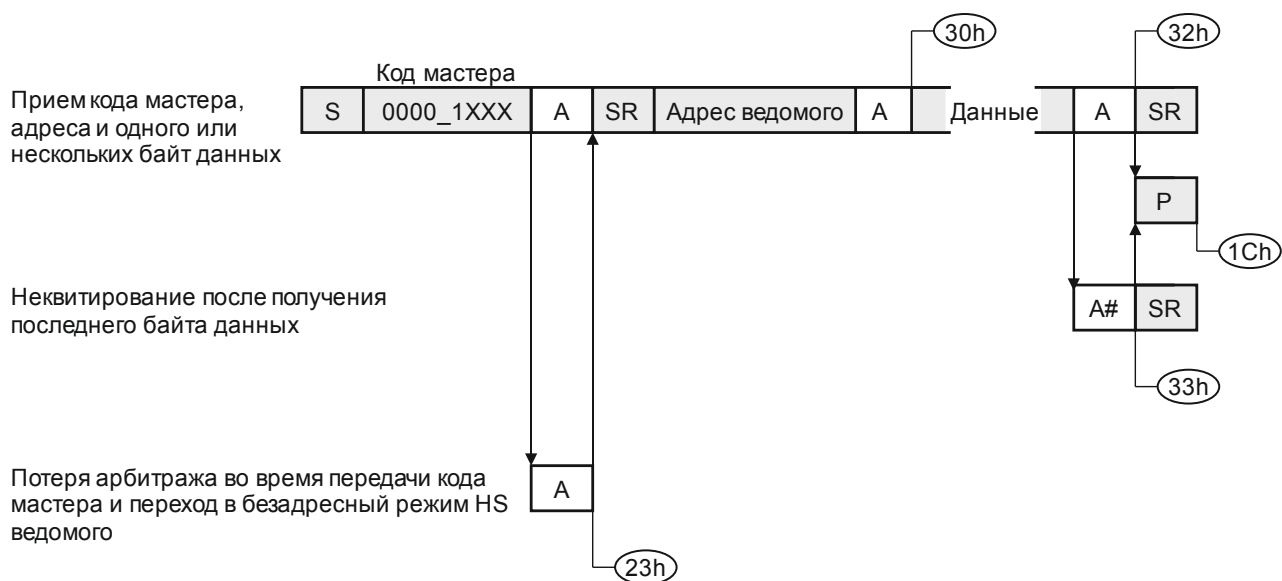 30h
32h
Код мастера
Прием кода мастера,
адреса и одного или
нескольких байт данных
S 0000_1XXX A SR Адрес ведомого A Данные A SR
P
1Ch
Неквитирование после получения
последнего байта данных
A# SR
33h
Потеря арбитража во время передачи кода
мастера и переход в безадресный режим HS
ведомого
A
23h